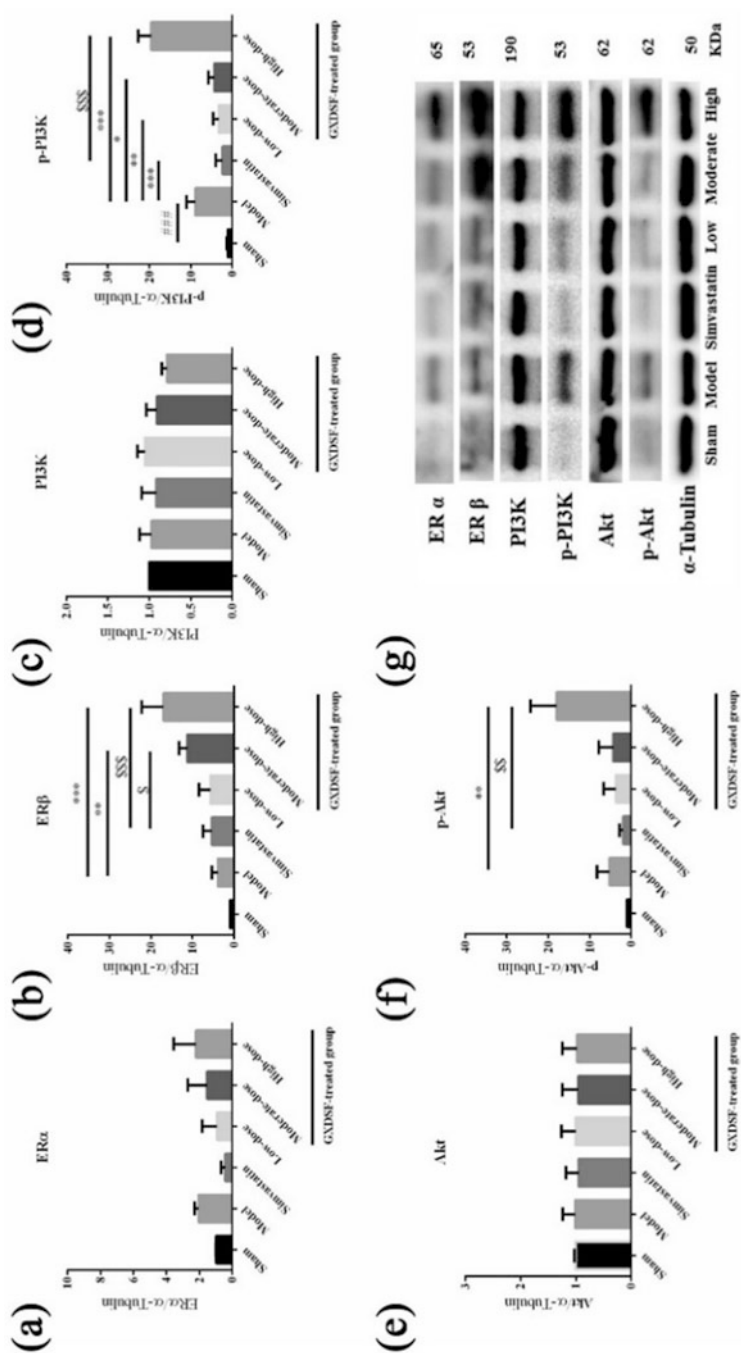 (a)
ERα
ERα/α-Tubulin
10
8
6
4
2
0
Sham
Model
Simvastatin
Low-dose
Moderate-dose
High-dose
GXDSF-treated group
(b)
ERβ
ERβ/α-Tubulin
40
30
20
10
0
***
**
$$$
$
Sham
Model
Simvastatin
Low-dose
Moderate-dose
High-dose
GXDSF-treated group
(c)
PI3K
PI3K/α-Tubulin
2.0
1.5
1.0
0.5
0.0
Sham
Model
Simvastatin
Low-dose
Moderate-dose
High-dose
GXDSF-treated group
(d)
p-PI3K
p-PI3K/α-Tubulin
40
30
20
10
0
$$$
***
*
**
***
###
Sham
Model
Simvastatin
Low-dose
Moderate-dose
High-dose
GXDSF-treated group
(e)
Akt
Akt/α-Tubulin
3
2
1
0
Sham
Model
Simvastatin
Low-dose
Moderate-dose
High-dose
GXDSF-treated group
(f)
p-Akt
p-Akt/α-Tubulin
40
30
20
10
0
**
$$
Sham
Model
Simvastatin
Low-dose
Moderate-dose
High-dose
GXDSF-treated group
(g)
ER α 65
ER β 53
PI3K 190
p-PI3K 53
Akt 62
p-Akt 62
α-Tubulin 50
Sham Model Simvastatin Low Moderate High KDa